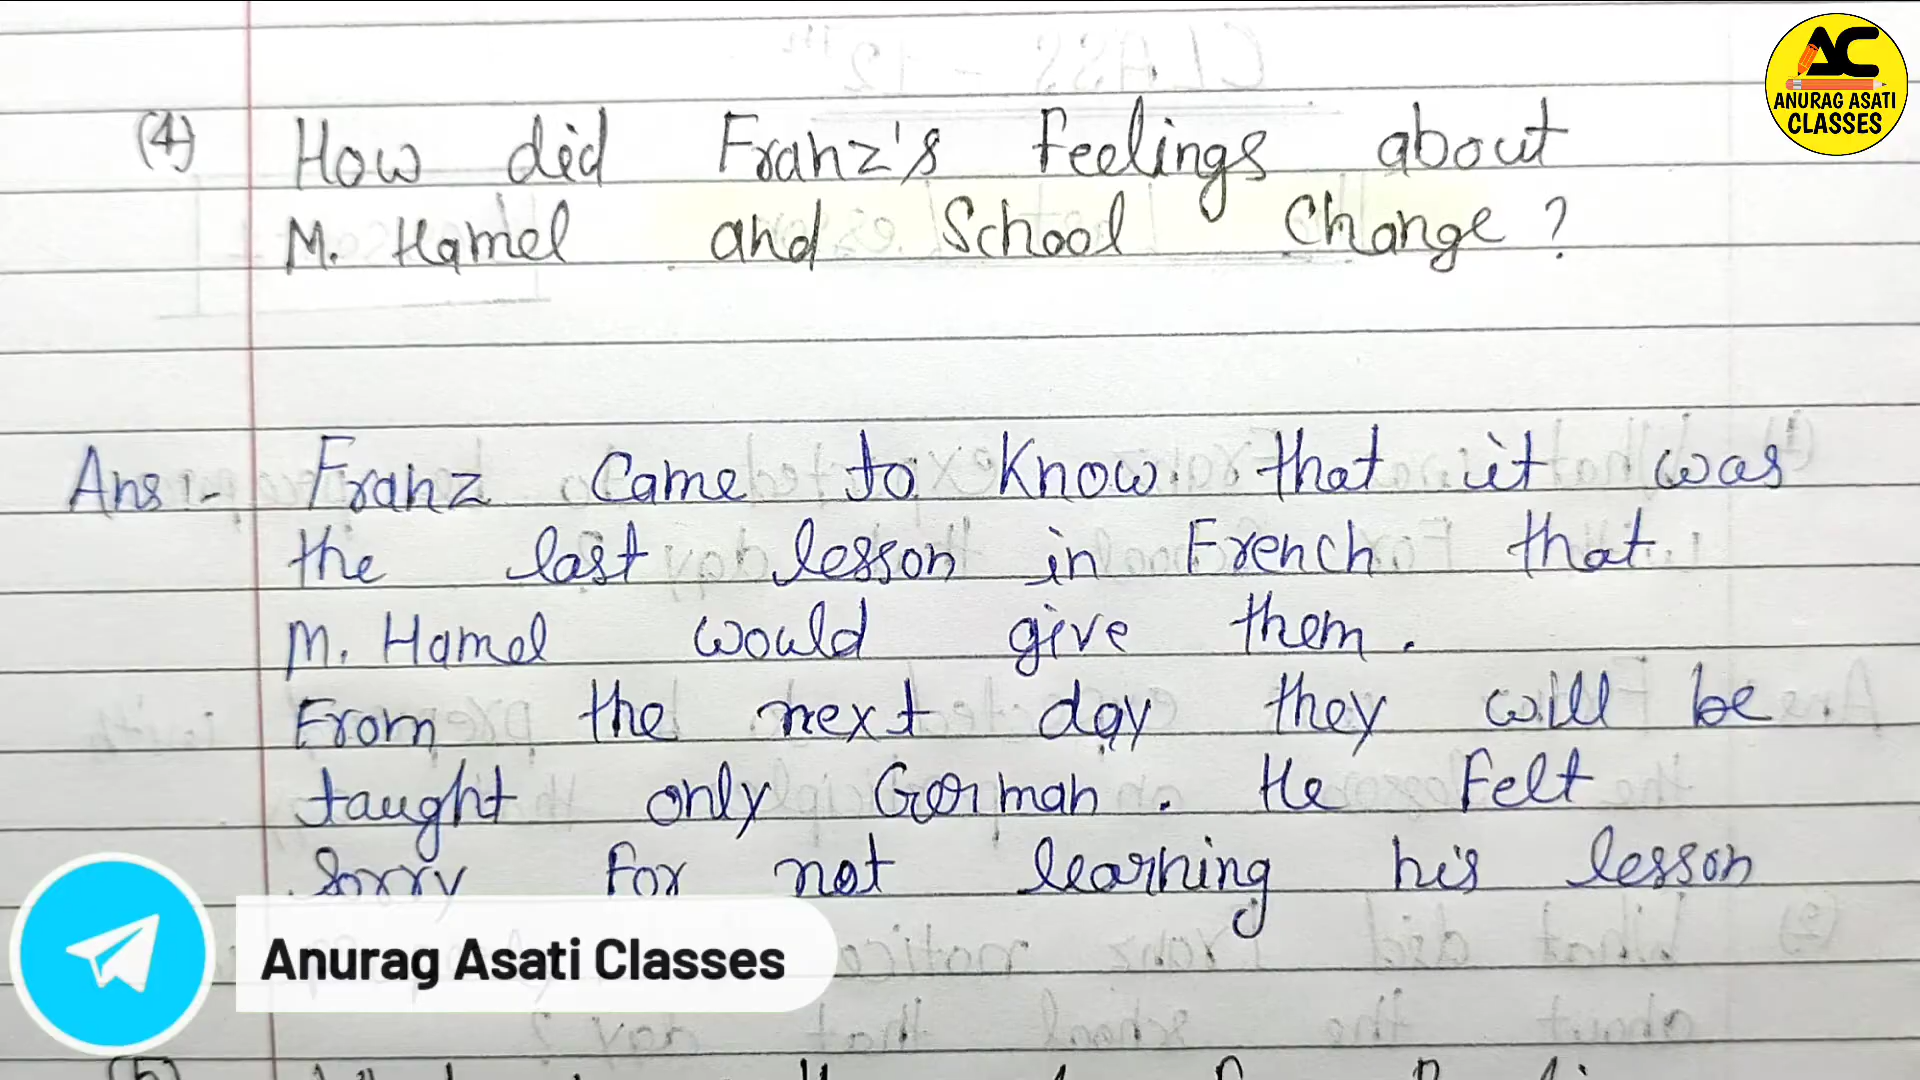 AC
ANURAG ASATI
CLASSES
(4) How did Franz's feelings about
M. Hamel and School Change?
Ans:- Franz Came to Know that it was
the last lesson in French that
M. Hamel would give them.
From the next day they will be
taught only German. He felt
Sorry for not learning his lesson
Anurag Asati Classes
(5)